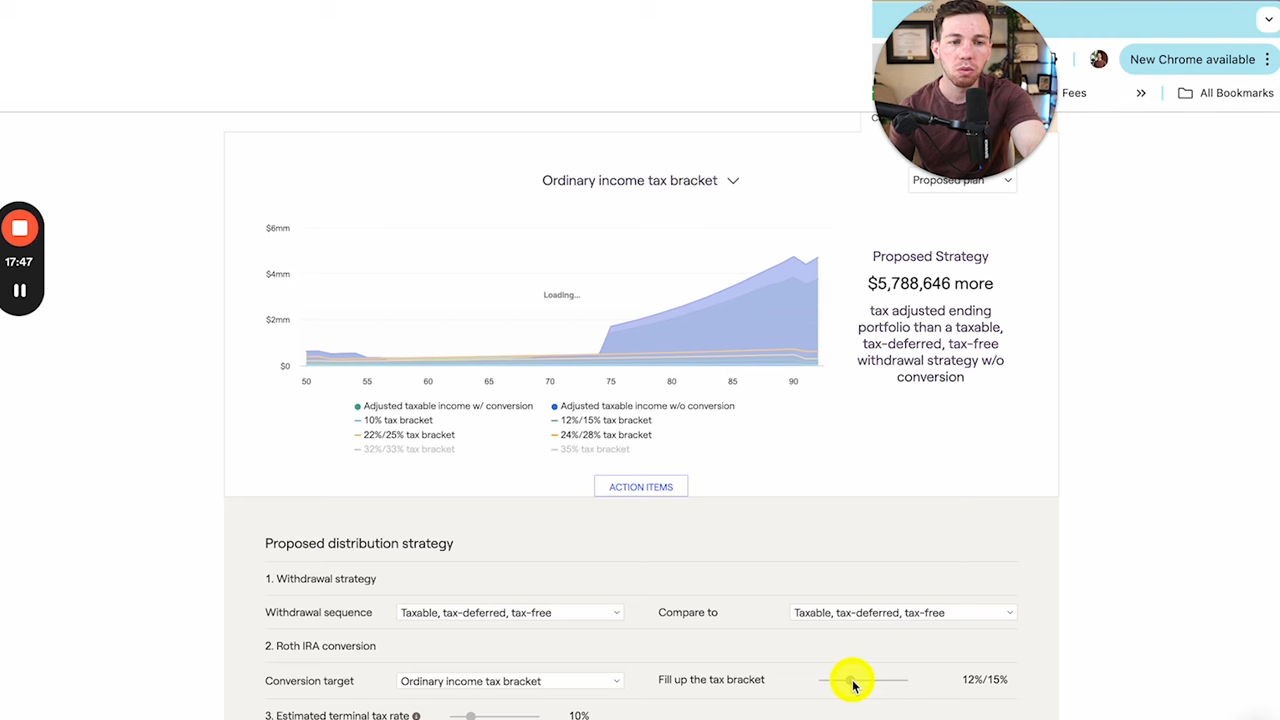 New Chrome available
Fees
»
All Bookmarks
Ordinary income tax bracket
Proposed plan
17:47
$6mm
$4mm
$2mm
$0
Loading...
50 55 60 65 70 75 80 85 90
Adjusted taxable income w/ conversion
Adjusted taxable income w/o conversion
10% tax bracket
12%/15% tax bracket
22%/25% tax bracket
24%/28% tax bracket
32%/33% tax bracket
35% tax bracket
Proposed Strategy
$5,788,646 more
tax adjusted ending
portfolio than a taxable,
tax-deferred, tax-free
withdrawal strategy w/o
conversion
ACTION ITEMS
Proposed distribution strategy
1. Withdrawal strategy
Withdrawal sequence Taxable, tax-deferred, tax-free Compare to Taxable, tax-deferred, tax-free
2. Roth IRA conversion
Conversion target Ordinary income tax bracket Fill up the tax bracket 12%/15%
3. Estimated terminal tax rate 10%